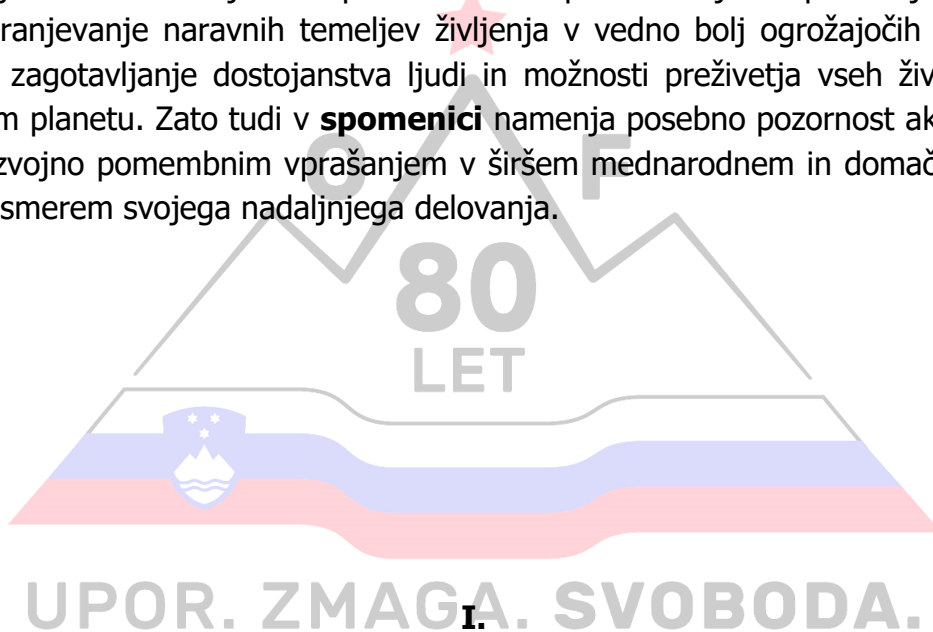 ranjevanje naravnih temeljev življenja v vedno bolj ogrožajočih
zagotavljanje dostojanstva ljudi in možnosti preživetja vseh živ
m planetu. Zato tudi v spomenici namenja posebno pozornost ak
zvojno pomembnim vprašanjem v širšem mednarodnem in domač
smerem svojega nadaljnjega delovanja.
O F
80
LET
UPOR. ZMAGA. SVOBODA.
I.